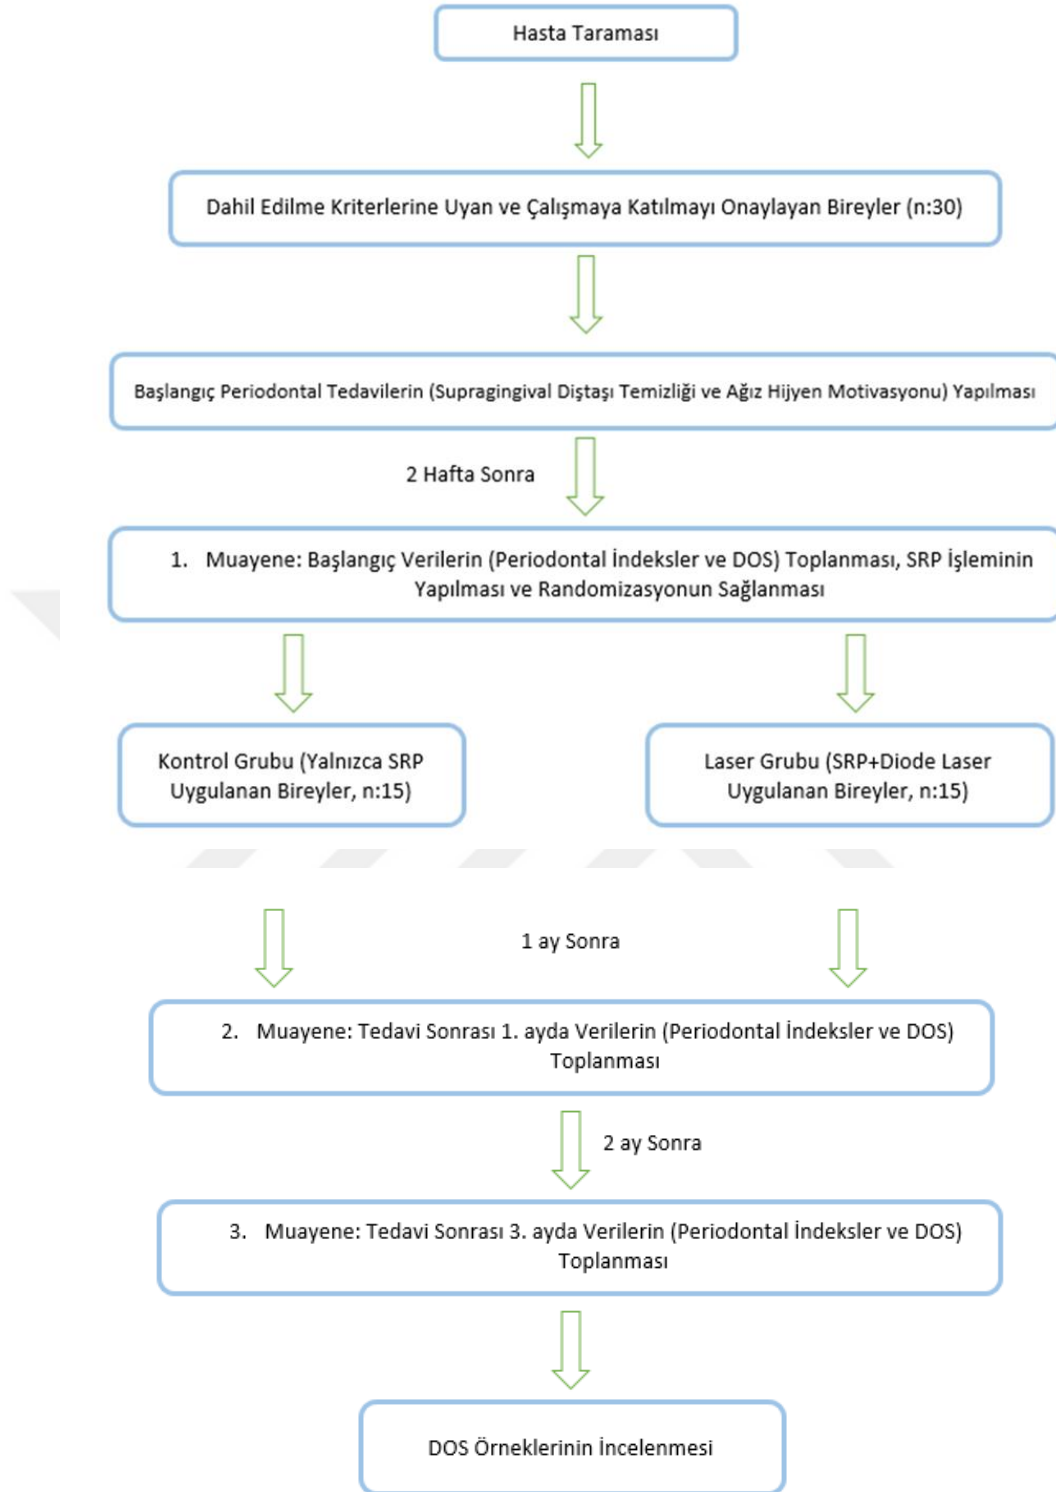 Hasta Taraması
Dahil Edilme Kriterlerine Uyan ve Çalışmaya Katılmayı Onaylayan Bireyler (n:30)
Başlangıç Periodontal Tedavilerin (Supragingival Diştaşı Temizliği ve Ağız Hijyen Motivasyonu) Yapılması
2 Hafta Sonra
1. Muayene: Başlangıç Verilerin (Periodontal İndeksler ve DOS) Toplanması, SRP İşleminin
Yapılması ve Randomizasyonun Sağlanması
Kontrol Grubu (Yalnızca SRP
Uygulanan Bireyler, n:15)
Laser Grubu (SRP+Diode Laser
Uygulanan Bireyler, n:15)
1 ay Sonra
2. Muayene: Tedavi Sonrası 1. ayda Verilerin (Periodontal İndeksler ve DOS)
Toplanması
2 ay Sonra
3. Muayene: Tedavi Sonrası 3. ayda Verilerin (Periodontal İndeksler ve DOS)
Toplanması
DOS Örneklerinin İncelenmesi